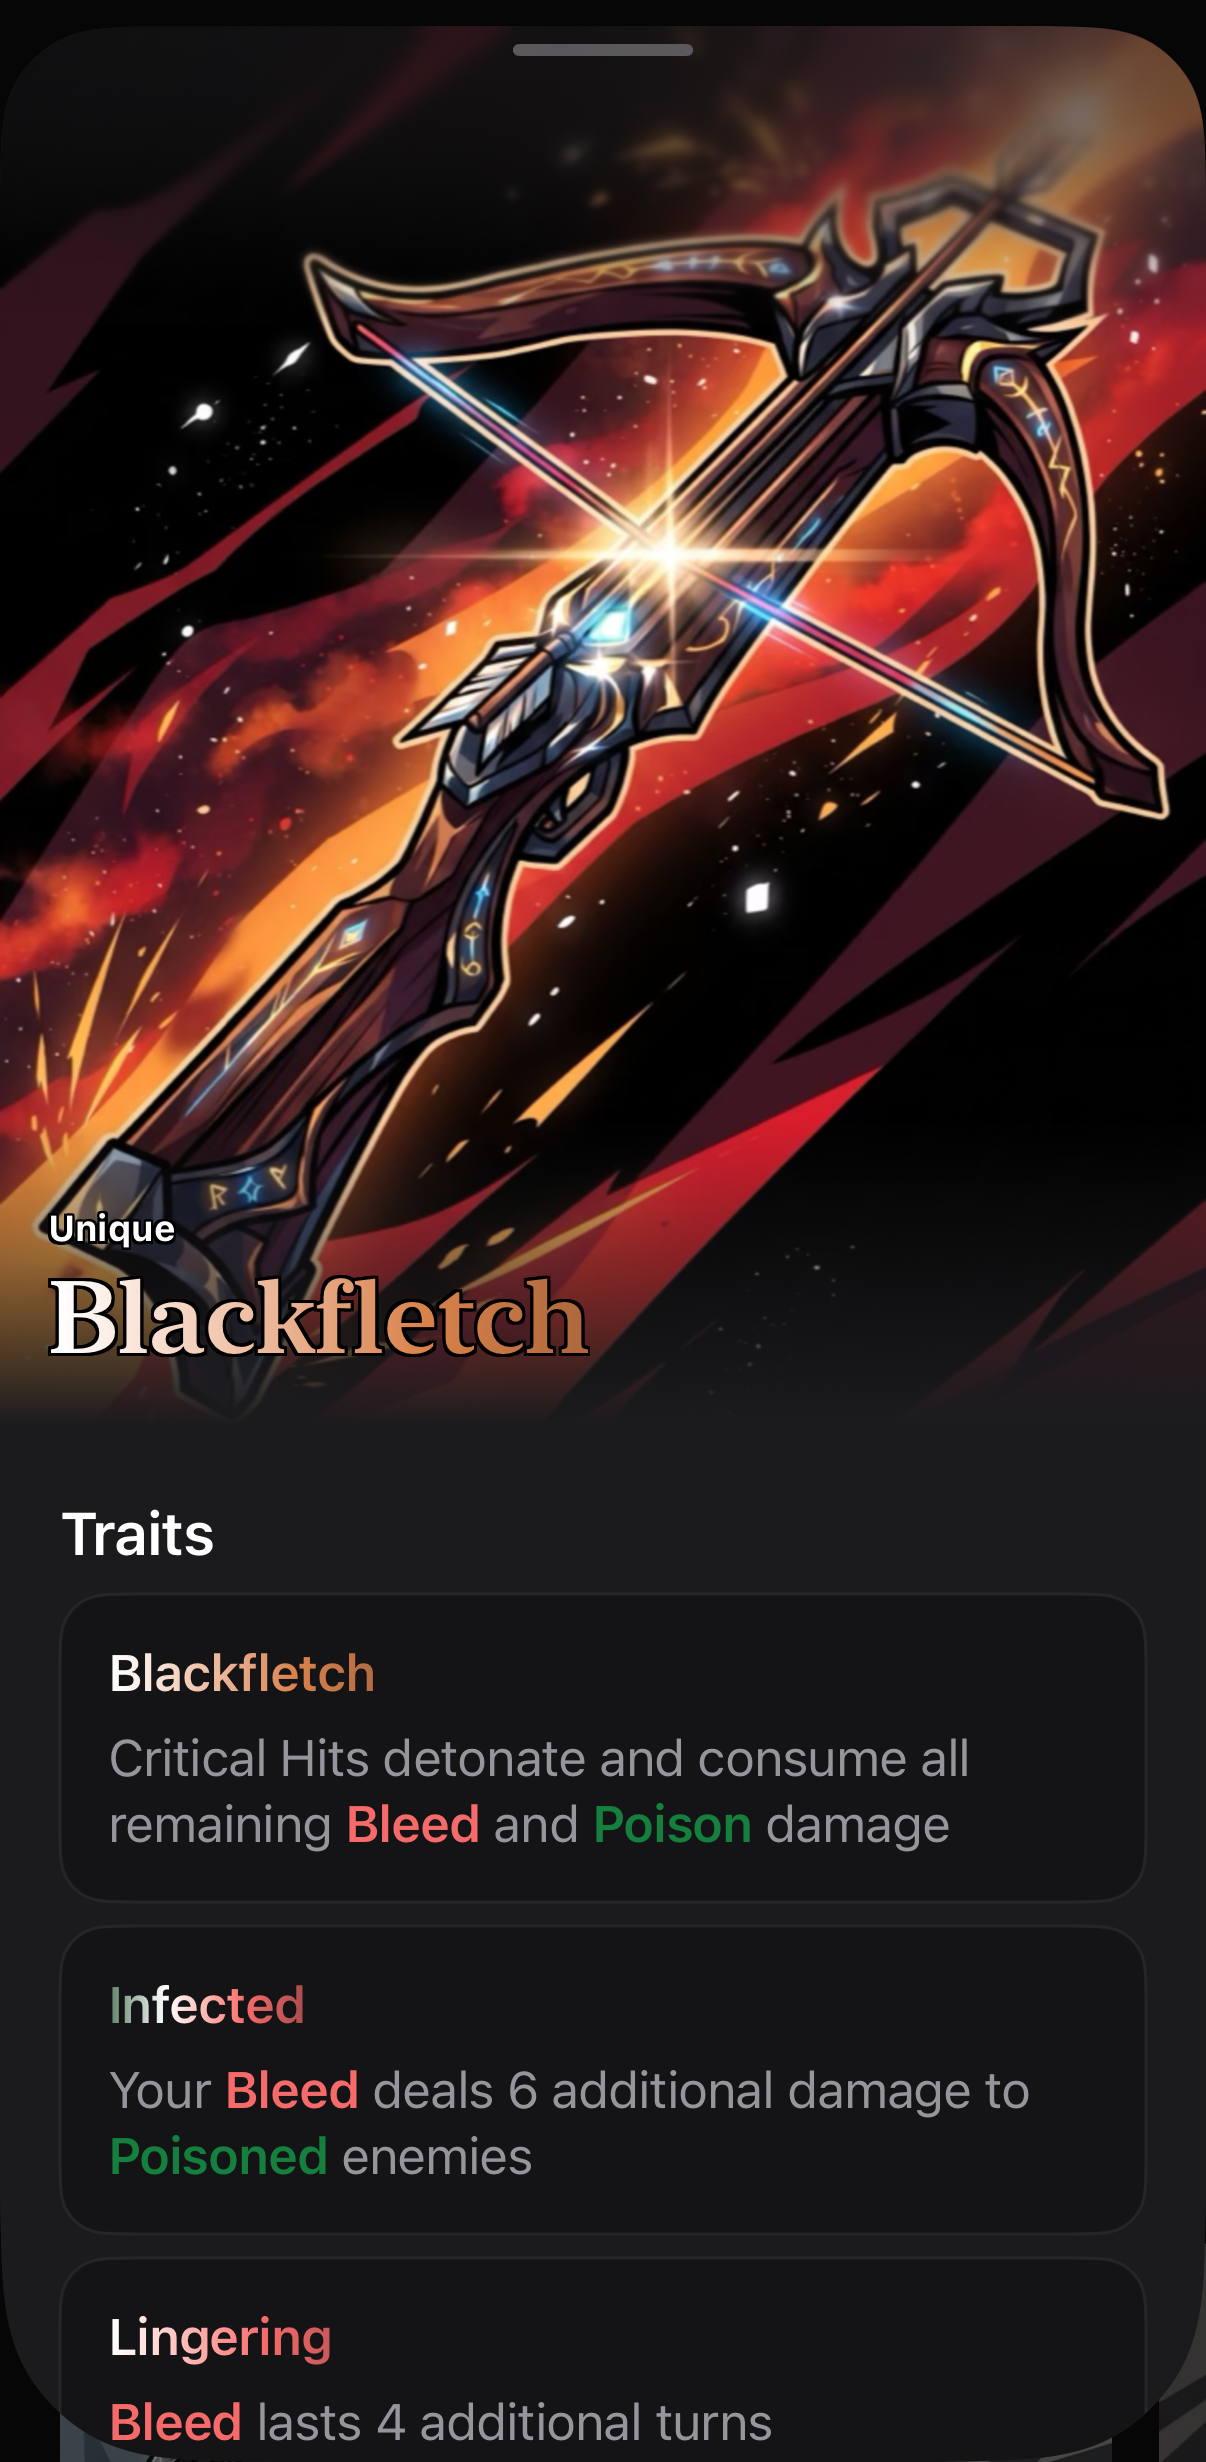 Unique
Blackfletch
Traits
Blackfletch
Critical Hits detonate and consume all
remaining Bleed and Poison damage
Infected
Your Bleed deals 6 additional damage to
Poisoned enemies
Lingering
Bleed lasts 4 additional turns